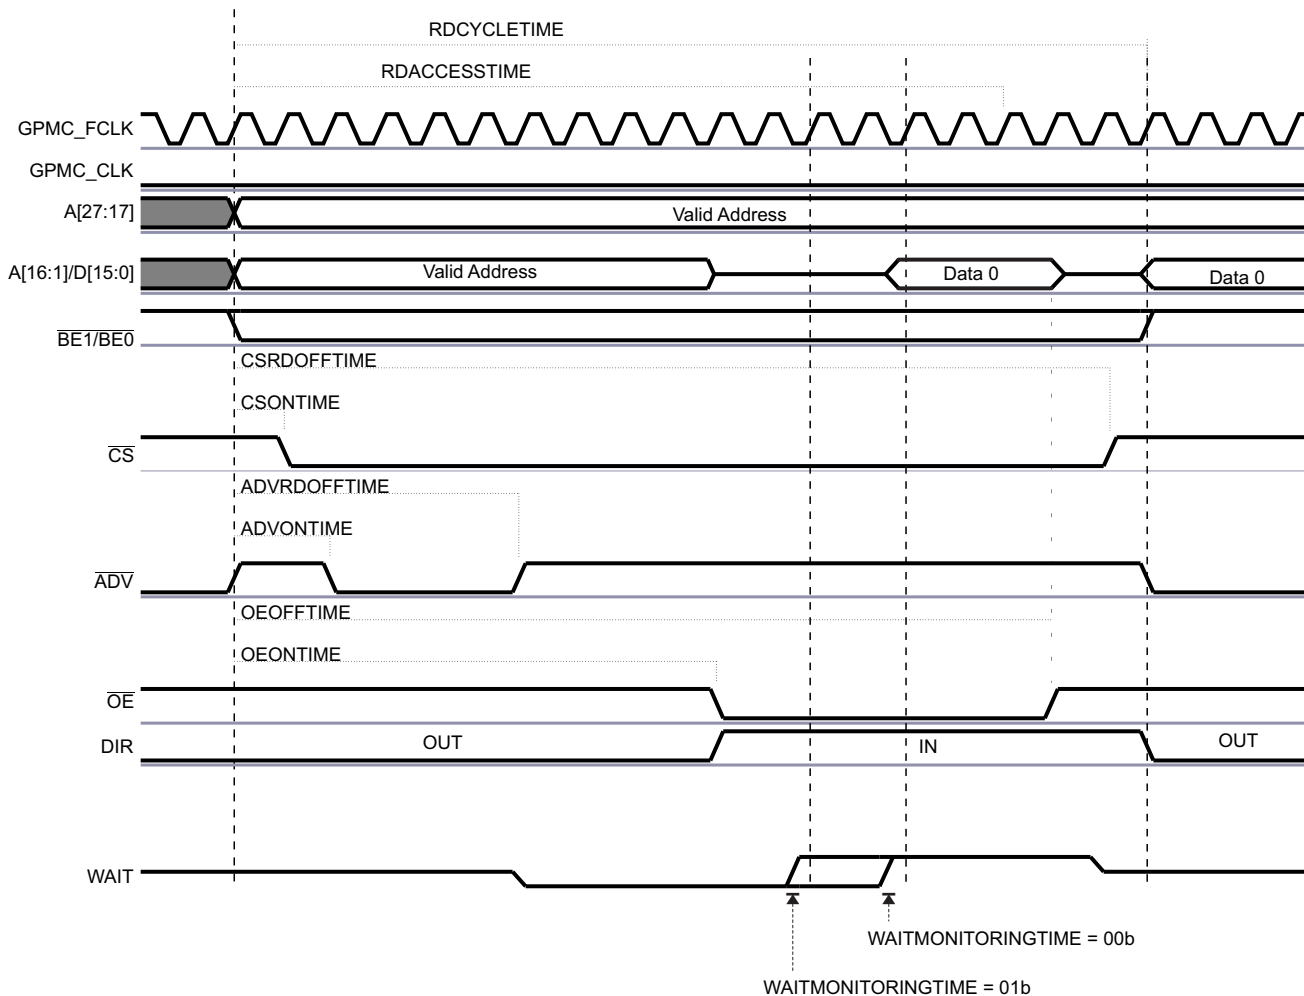 RDCYCLETIME
RDACCESSTIME
GPMC_FCLK
GPMC_CLK
A[27:17]
Valid Address
A[16:1]/D[15:0]
Valid Address
Data 0
Data 0
BE1/BE0
CSRDOFFTIME
CSONTIME
CS
ADVRDOFFTIME
ADVONTIME
ADV
OEOFFTIME
OEONTIME
OE
DIR
OUT
IN
OUT
WAIT
WAITMONITORINGTIME = 00b
WAITMONITORINGTIME = 01b